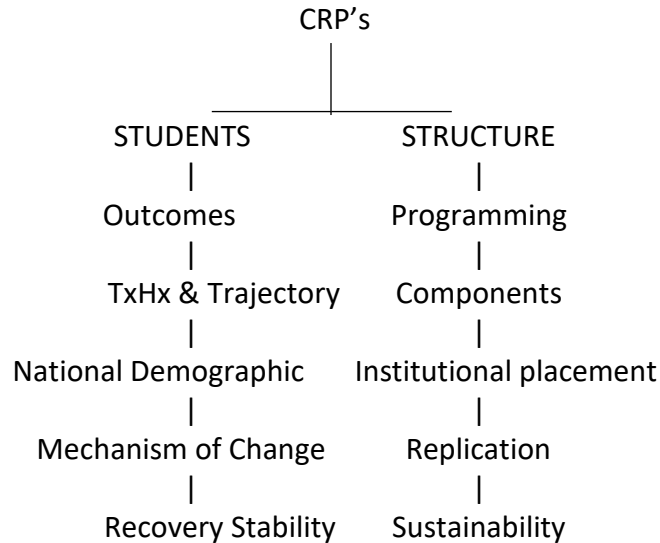 CRP's
STUDENTS STRUCTURE
Outcomes Programming
TxHx & Trajectory Components
National Demographic Institutional placement
Mechanism of Change Replication
Recovery Stability Sustainability